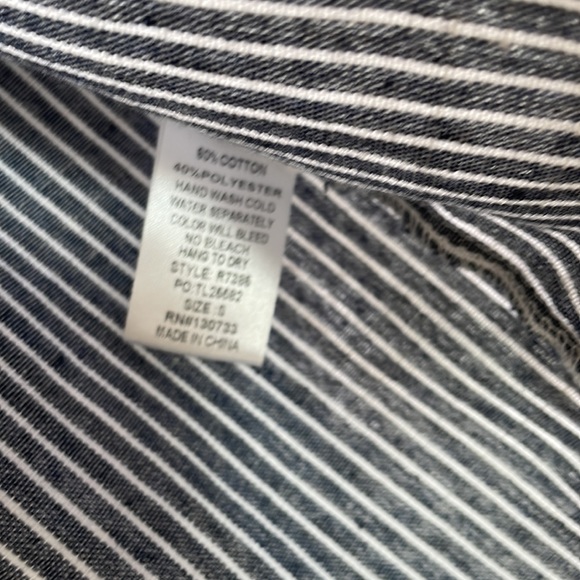 60% COTTON
40%POLYESTER
HAND WASH COLD
WATER SEPARATELY
COLOR WILL BLEED
NO BLEACH
HANG TO DRY
STYLE: R7386
PO:TL26682
SIZE: S
RN#130733
MADE IN CHINA